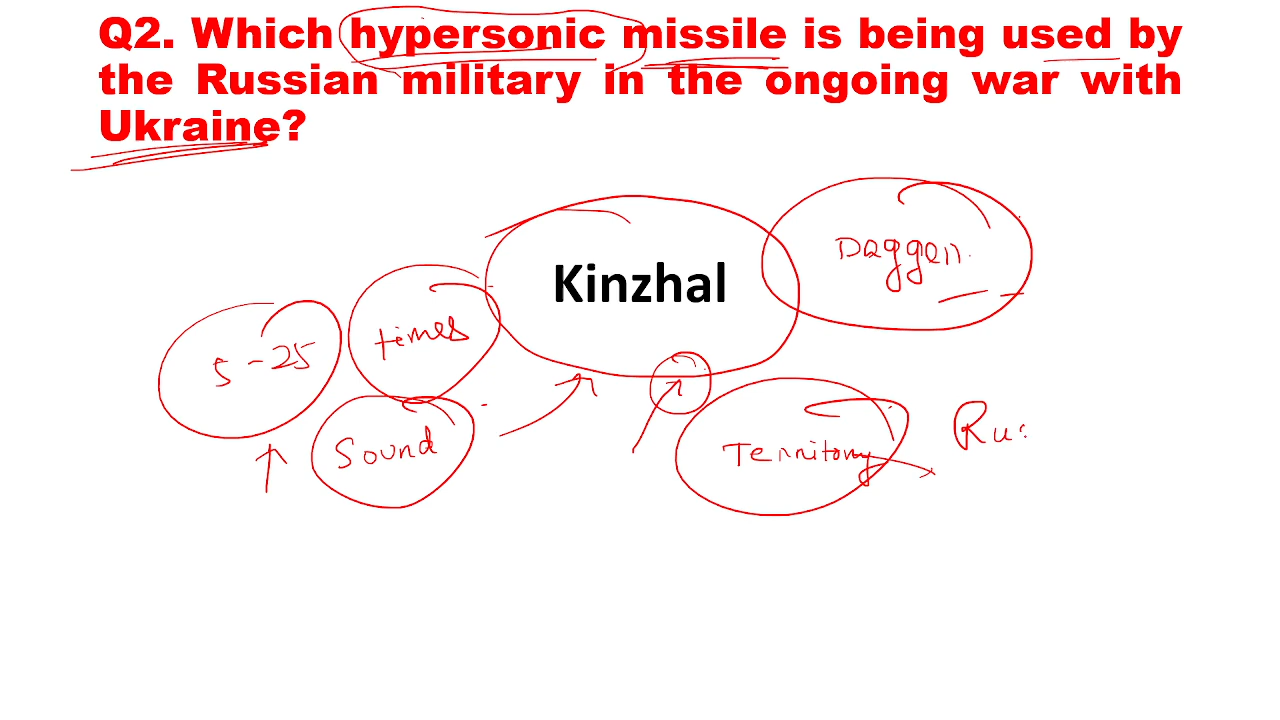 Q2. Which hypersonic missile is being used by
the Russian military in the ongoing war with
Ukraine?
Kinzhal
Dagger
5-25
times
Sound
Territory
Rus